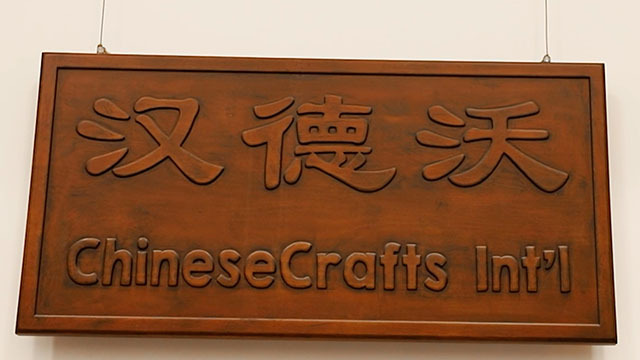 汉德沃
ChineseCrafts Int'l